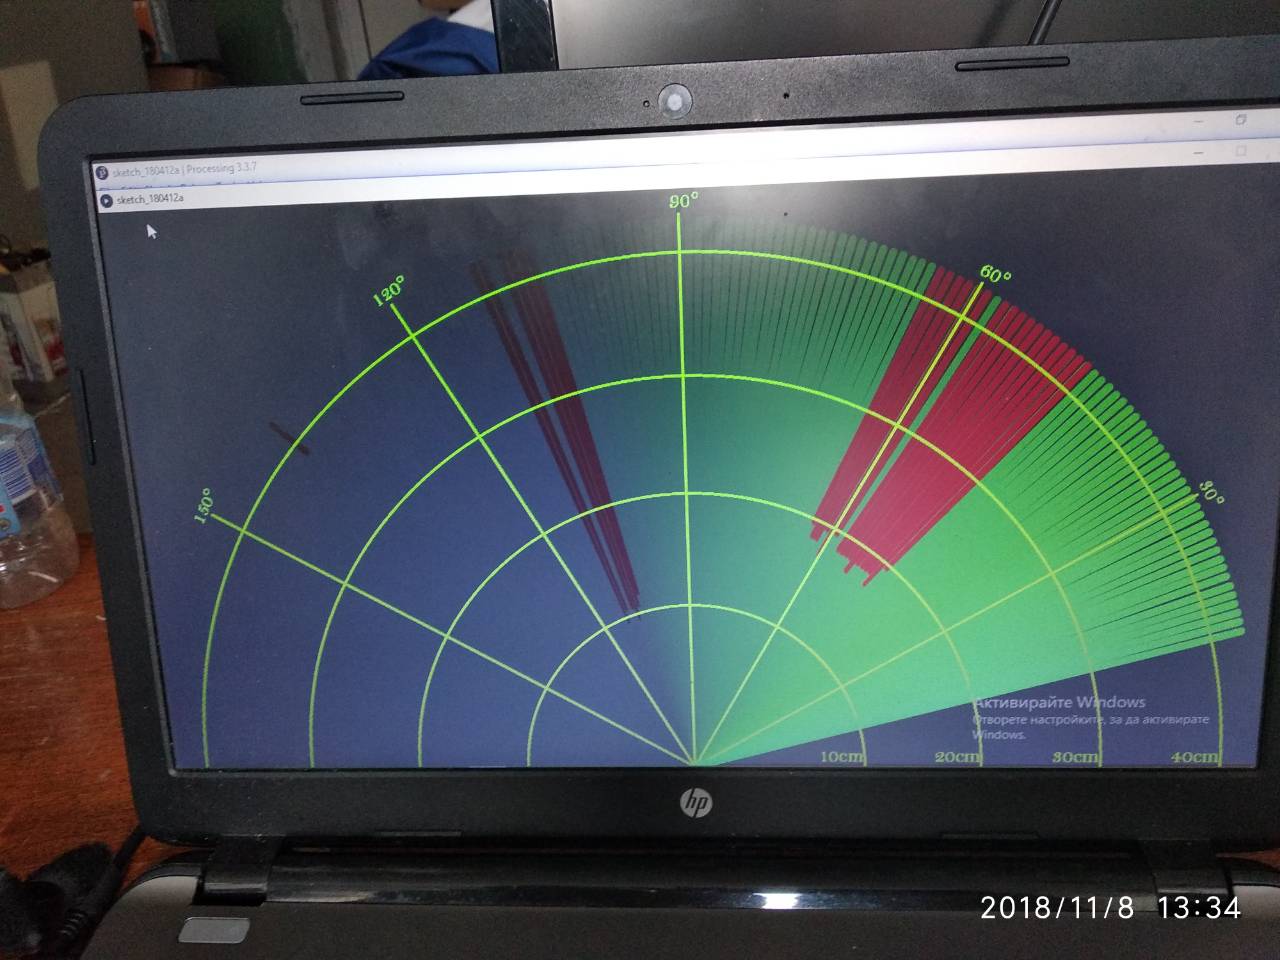 sketch_180412a | Processing 3.3.7
sketch_180412a
90°
120°
60°
150°
30°
Активирайте Windows
Отворете настройките, за да активирате
Windows.
10cm
20cm
30cm
40cm
hp
2018/11/8 13:34